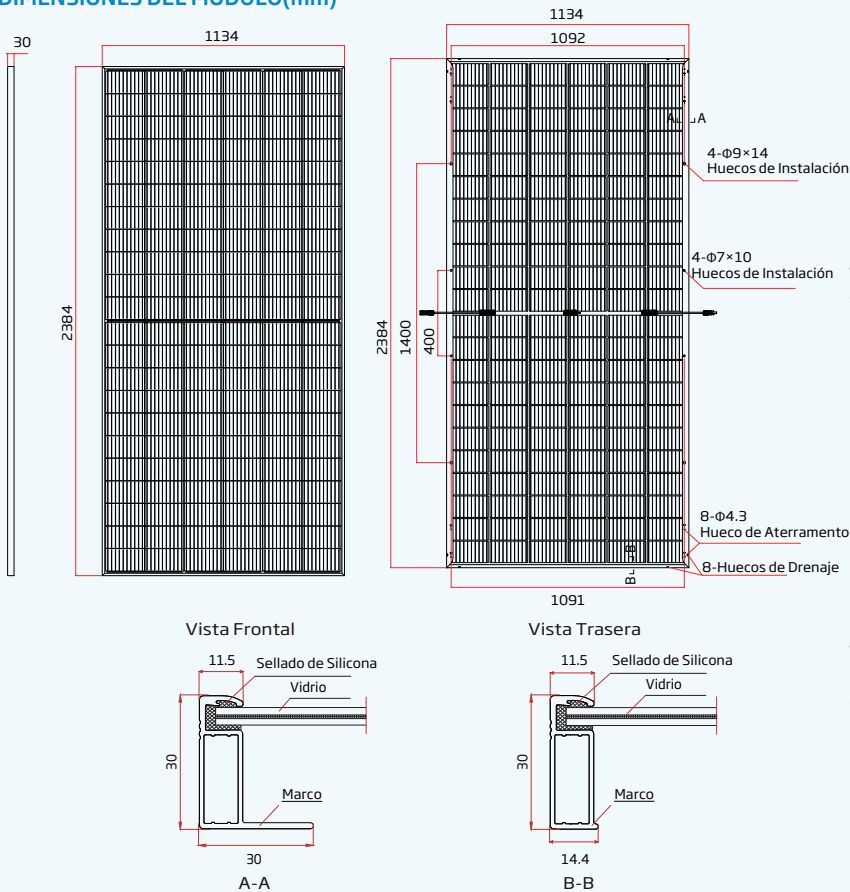 DIMENSIONES DEL MÓDULO(mm)
30
1134
2384
1134
1092
A
A
4-Φ9×14
Huecos de Instalación
4-Φ7×10
Huecos de Instalación
2384
1400
400
8-Φ4.3
Hueco de Aterramento
8-Huecos de Drenaje
B
B
1091
Vista Frontal
Vista Trasera
11.5
Sellado de Silicona
Vidrio
30
Marco
30
A-A
11.5
Sellado de Silicona
Vidrio
30
Marco
14.4
B-B